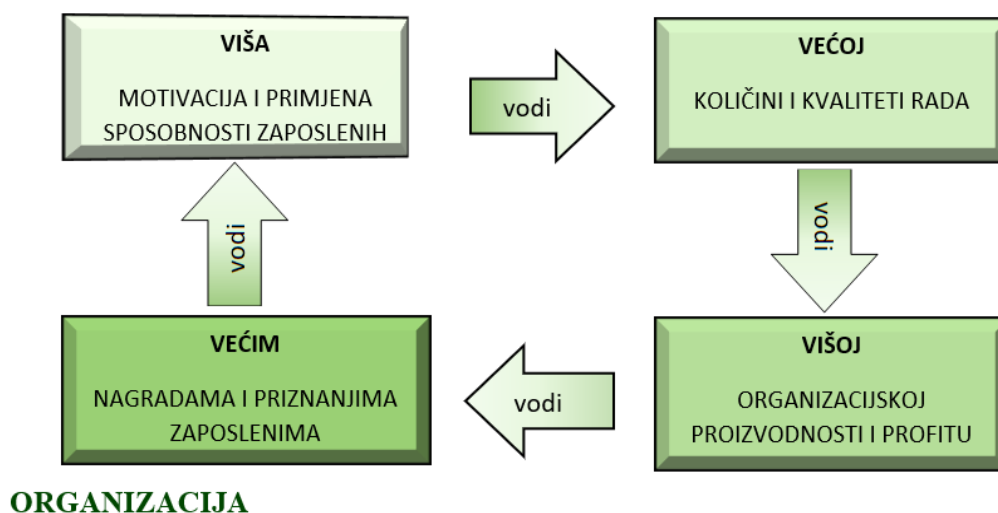 VIŠA
MOTIVACIJA I PRIMJENA
SPOSOBNOSTI ZAPOSLENIH
vodi
VEĆOJ
KOLIČINI I KVALITETI RADA
vodi
VIŠOJ
ORGANIZACIJSKOJ
PROIZVODNOSTI I PROFITU
vodi
VEĆIM
NAGRADAMA I PRIZNANJIMA
ZAPOSLENIMA
vodi
ORGANIZACIJA